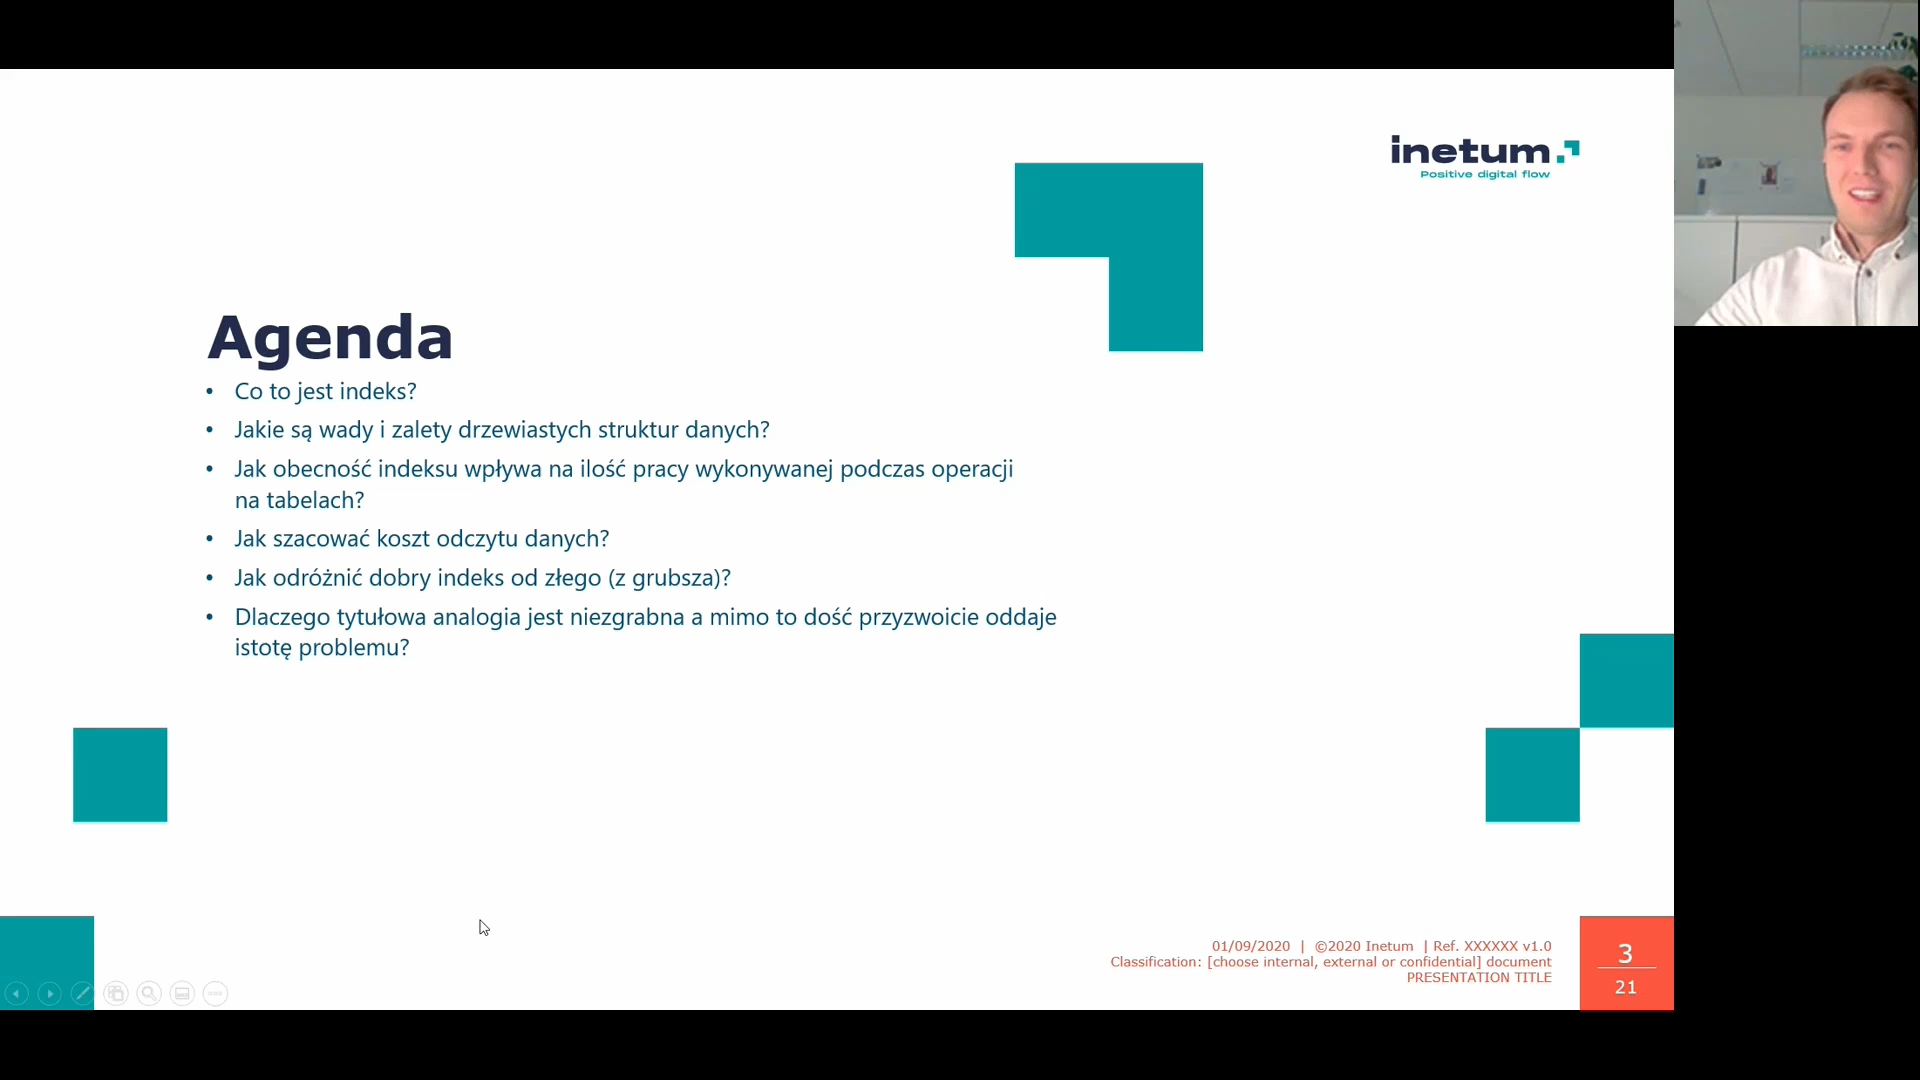 inetum
Positive digital flow
Agenda
• Co to jest indeks?
• Jakie są wady i zalety drzewiastych struktur danych?
• Jak obecność indeksu wpływa na ilość pracy wykonywanej podczas operacji
na tabelach?
• Jak szacować koszt odczytu danych?
• Jak odróżnić dobry indeks od złego (z grubsza)?
• Dlaczego tytułowa analogia jest niezgrabna a mimo to dość przyzwoicie oddaje
istotę problemu?
01/09/2020 | ©2020 Inetum | Ref. XXXXXX v1.0
Classification: [choose internal, external or confidential] document
PRESENTATION TITLE
3
21